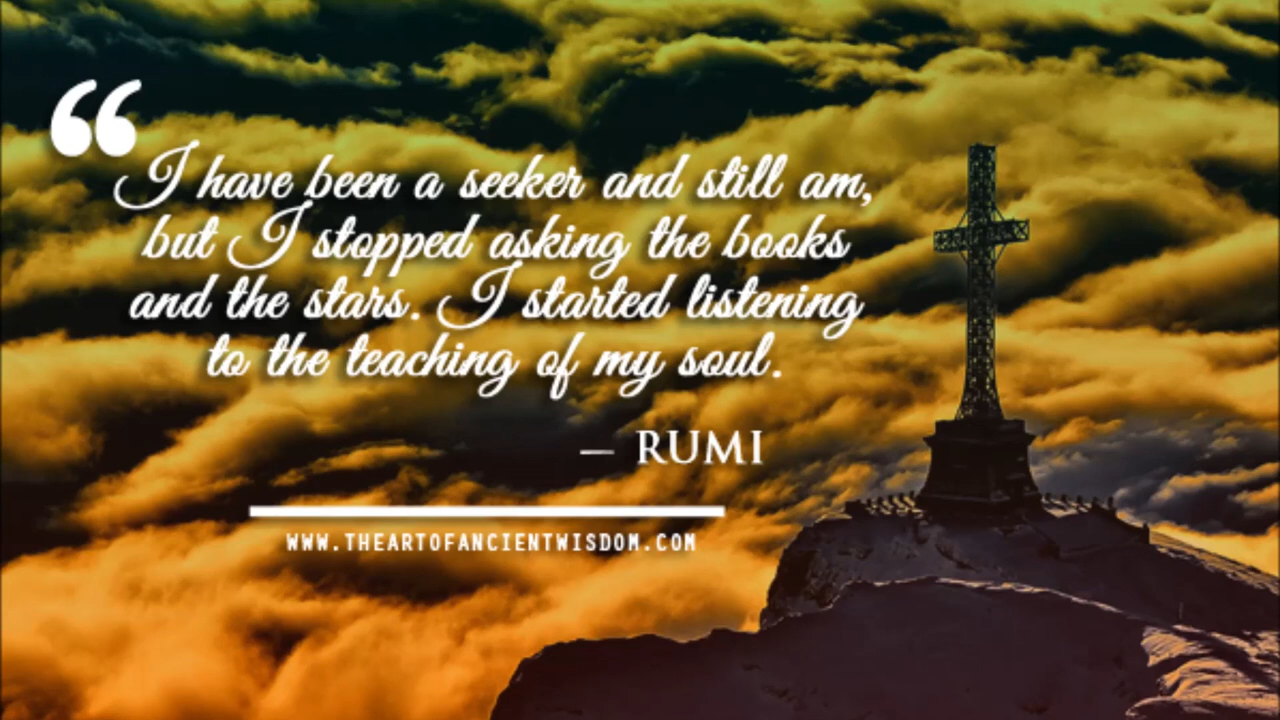 “
I have been a seeker and still am,
but I stopped asking the books
and the stars. I started listening
to the teaching of my soul.
— RUMI
WWW.THEARTOFANCIENTWISDOM.COM